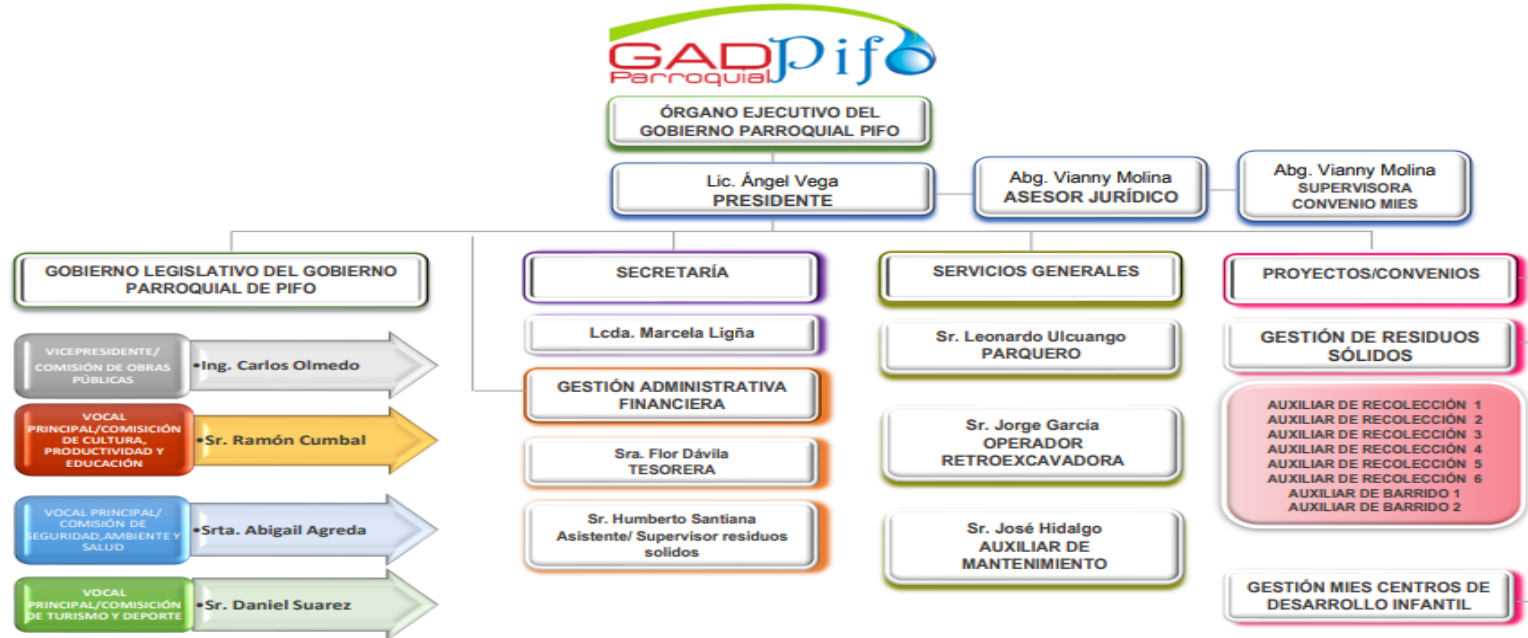 GAD Pifo
Parroquial
ÓRGANO EJECUTIVO DEL
GOBIERNO PARROQUIAL PIFO
Lic. Ángel Vega
PRESIDENTE
Abg. Vianny Molina
ASESOR JURÍDICO
Abg. Vianny Molina
SUPERVISORA
CONVENIO MIES
GOBIERNO LEGISLATIVO DEL GOBIERNO
PARROQUIAL DE PIFO
VICEPRESIDENTE/
COMISIÓN DE OBRAS
PÚBLICAS
•Ing. Carlos Olmedo
VOCAL
PRINCIPAL/COMISICIÓN
DE CULTURA,
PRODUCTIVIDAD Y
EDUCACIÓN
•Sr. Ramón Cumbal
VOCAL PRINCIPAL/
COMISIÓN DE
SEGURIDAD,AMBIENTE Y
SALUD
•Srta. Abigail Agreda
VOCAL
PRINCIPAL/COMISICIÓN
DE TURISMO Y DEPORTE
•Sr. Daniel Suarez
SECRETARÍA
Lcda. Marcela Ligña
GESTIÓN ADMINISTRATIVA
FINANCIERA
Sra. Flor Dávila
TESORERA
Sr. Humberto Santiana
Asistente/ Supervisor residuos
solidos
SERVICIOS GENERALES
Sr. Leonardo Ulcuango
PARQUERO
Sr. Jorge García
OPERADOR
RETROEXCAVADORA
Sr. José Hidalgo
AUXILIAR DE
MANTENIMIENTO
PROYECTOS/CONVENIOS
GESTIÓN DE RESIDUOS
SÓLIDOS
AUXILIAR DE RECOLECCIÓN 1
AUXILIAR DE RECOLECCIÓN 2
AUXILIAR DE RECOLECCIÓN 3
AUXILIAR DE RECOLECCIÓN 4
AUXILIAR DE RECOLECCIÓN 5
AUXILIAR DE RECOLECCIÓN 6
AUXILIAR DE BARRIDO 1
AUXILIAR DE BARRIDO 2
GESTIÓN MIES CENTROS DE
DESARROLLO INFANTIL